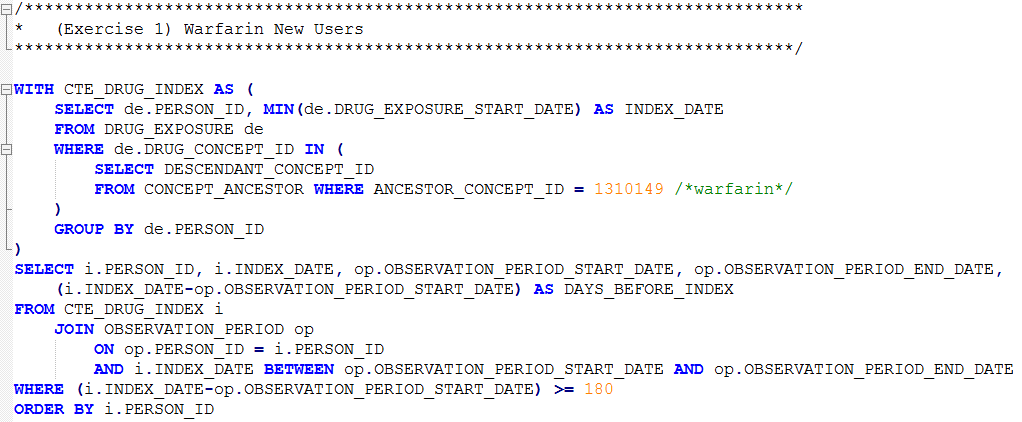 /******************************************************************************
*   (Exercise 1) Warfarin New Users
******************************************************************************/
WITH CTE_DRUG_INDEX AS (
    SELECT de.PERSON_ID, MIN(de.DRUG_EXPOSURE_START_DATE) AS INDEX_DATE
    FROM DRUG_EXPOSURE de
    WHERE de.DRUG_CONCEPT_ID IN (
        SELECT DESCENDANT_CONCEPT_ID
        FROM CONCEPT_ANCESTOR WHERE ANCESTOR_CONCEPT_ID = 1310149 /*warfarin*/
    )
    GROUP BY de.PERSON_ID
)
SELECT i.PERSON_ID, i.INDEX_DATE, op.OBSERVATION_PERIOD_START_DATE, op.OBSERVATION_PERIOD_END_DATE,
    (i.INDEX_DATE-op.OBSERVATION_PERIOD_START_DATE) AS DAYS_BEFORE_INDEX
FROM CTE_DRUG_INDEX i
    JOIN OBSERVATION_PERIOD op
        ON op.PERSON_ID = i.PERSON_ID
        AND i.INDEX_DATE BETWEEN op.OBSERVATION_PERIOD_START_DATE AND op.OBSERVATION_PERIOD_END_DATE
WHERE (i.INDEX_DATE-op.OBSERVATION_PERIOD_START_DATE) >= 180
ORDER BY i.PERSON_ID